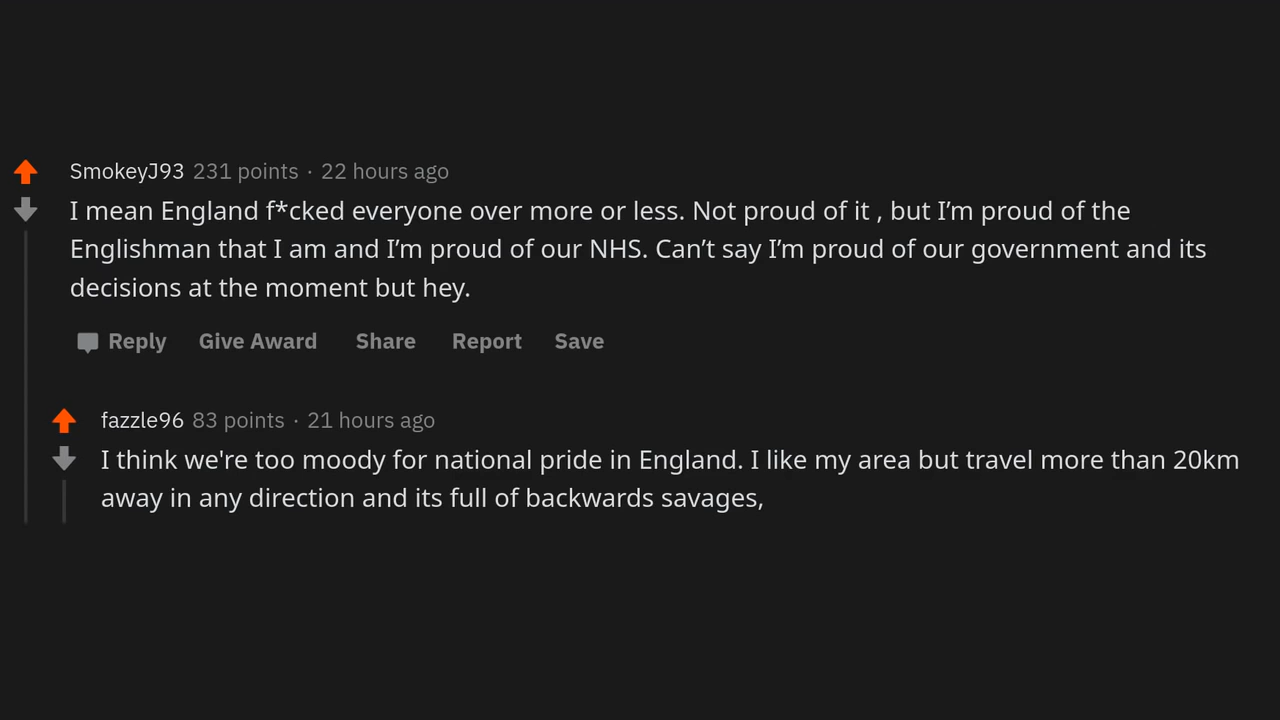 SmokeyJ93 231 points · 22 hours ago
I mean England f*cked everyone over more or less. Not proud of it , but I’m proud of the
Englishman that I am and I’m proud of our NHS. Can’t say I’m proud of our government and its
decisions at the moment but hey.
Reply Give Award Share Report Save
fazzle96 83 points · 21 hours ago
I think we're too moody for national pride in England. I like my area but travel more than 20km
away in any direction and its full of backwards savages,